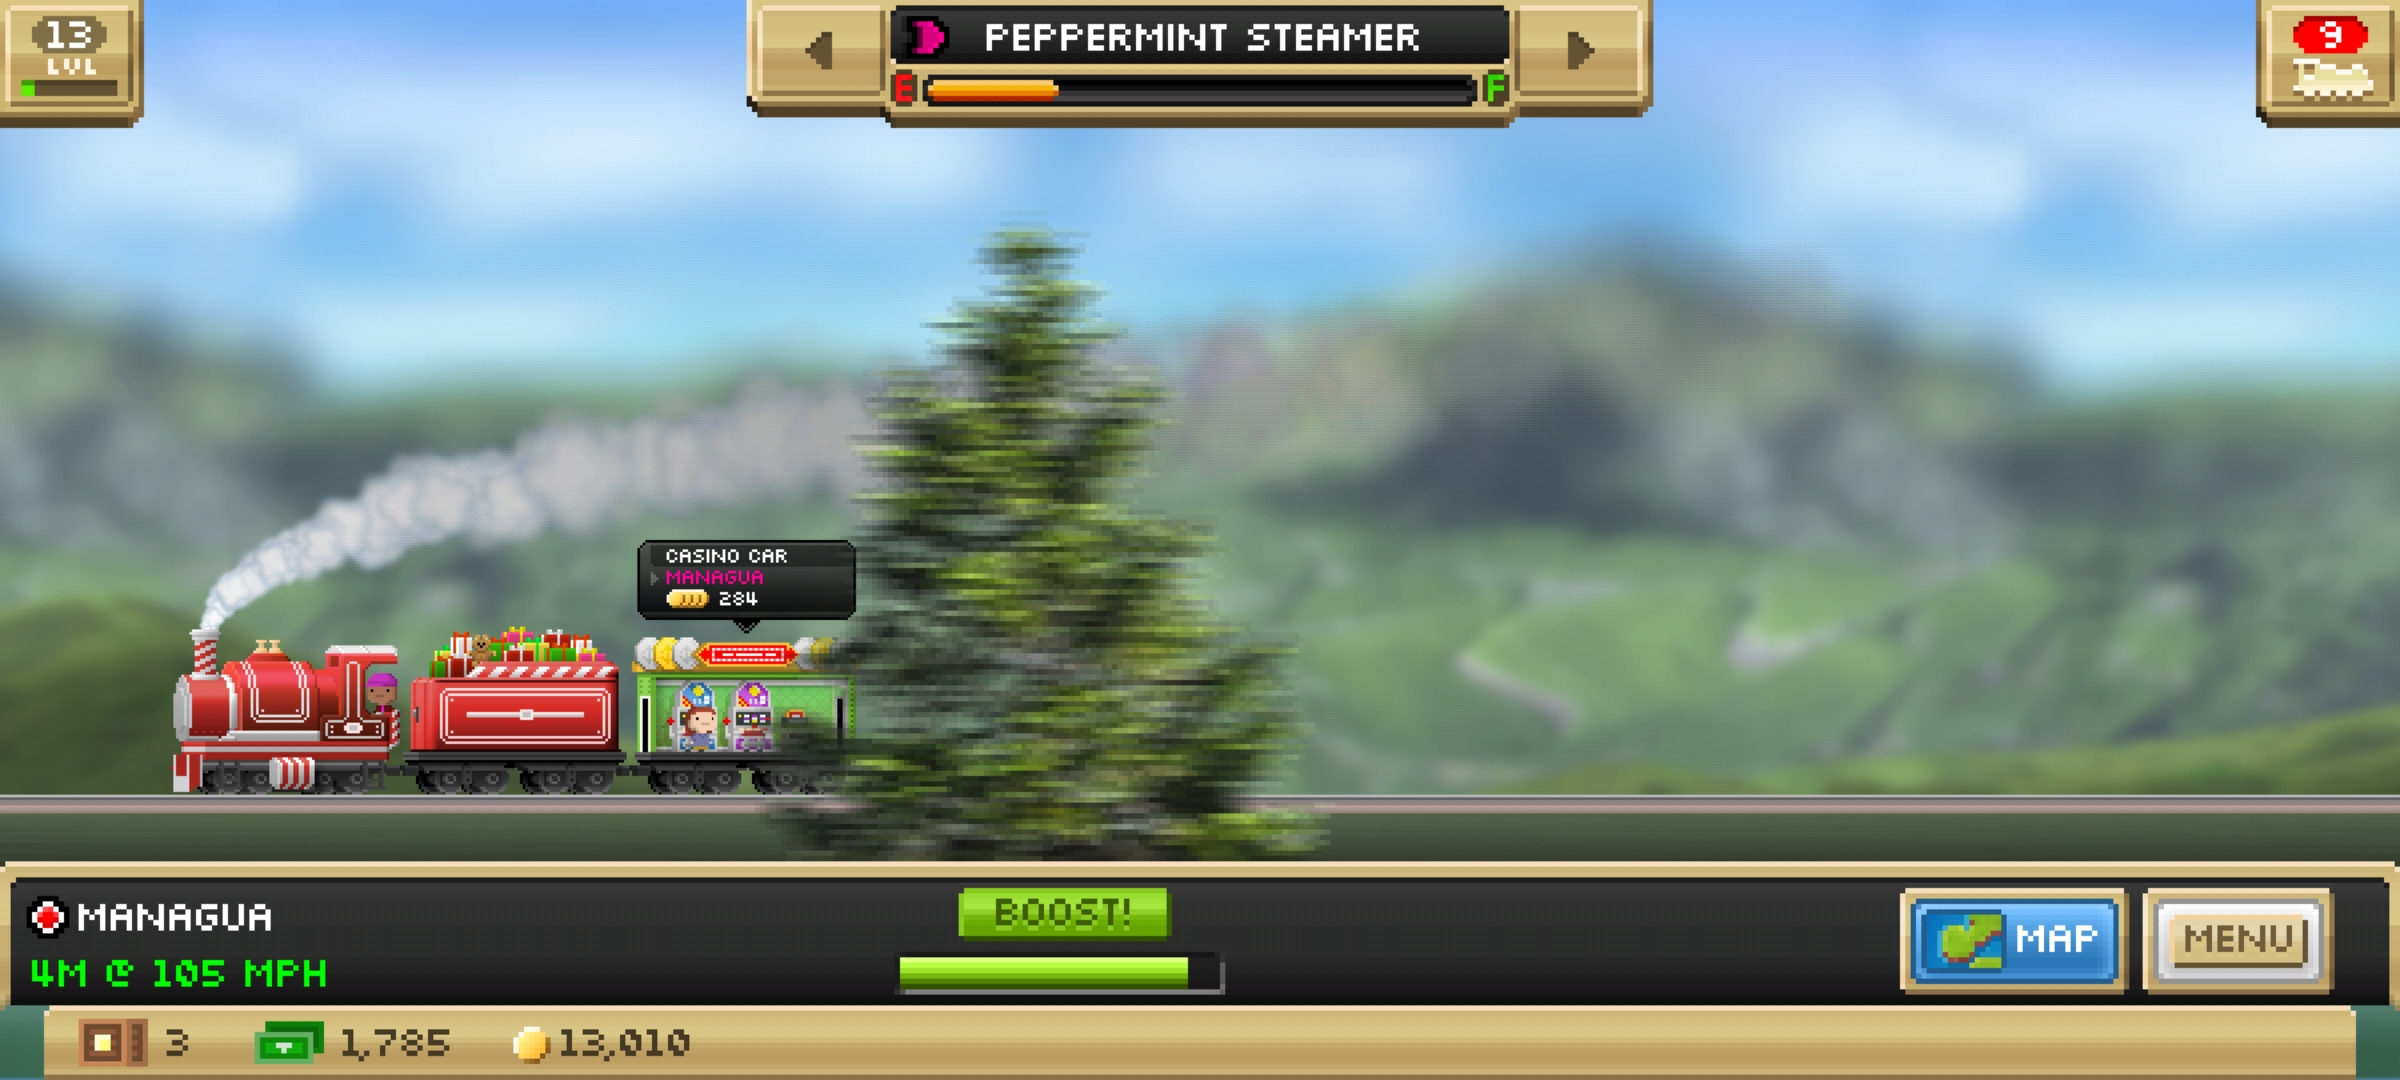 13
LVL
PEPPERMINT STEAMER
E F
9
CASINO CAR
MANAGUA
284
MANAGUA
4M @ 105 MPH
BOOST!
MAP
MENU
3
1,785
13,010